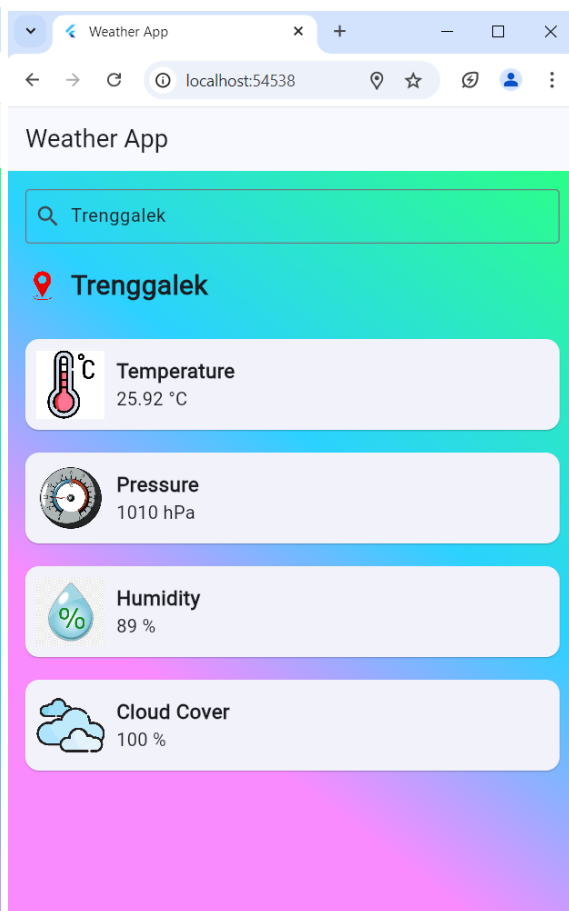 Weather App
localhost:54538
Weather App
Trenggalek
Trenggalek
°C
Temperature
25.92 °C
Pressure
1010 hPa
%
Humidity
89 %
Cloud Cover
100 %